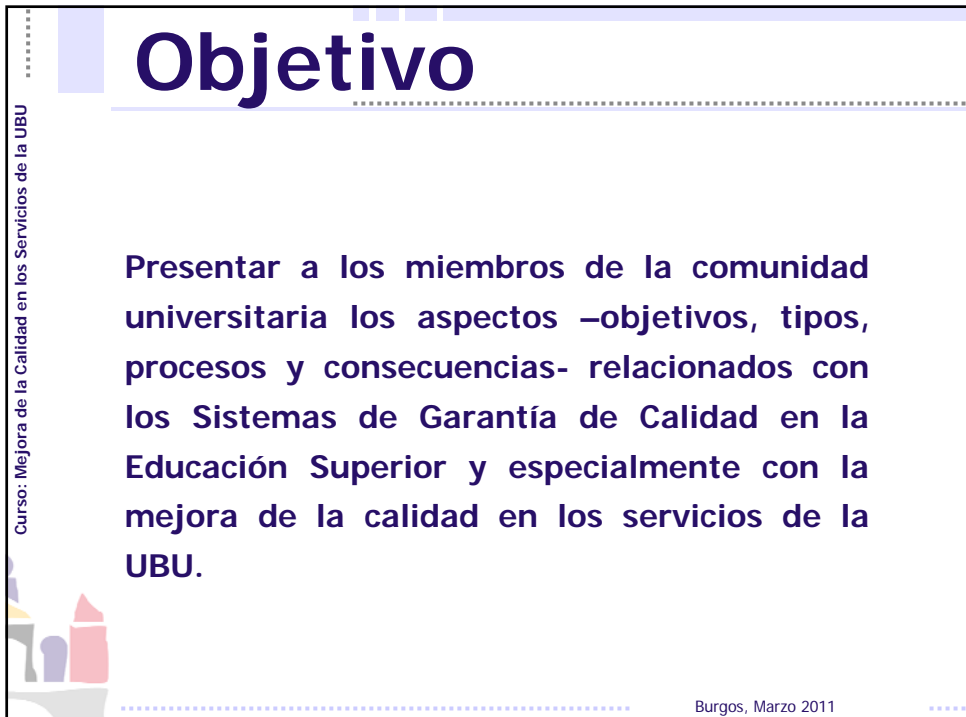 Objetivo
Curso: Mejora de la Calidad en los Servicios de la UBU
Presentar a los miembros de la comunidad
universitaria los aspectos –objetivos, tipos,
procesos y consecuencias- relacionados con
los Sistemas de Garantía de Calidad en la
Educación Superior y especialmente con la
mejora de la calidad en los servicios de la
UBU.
Burgos, Marzo 2011